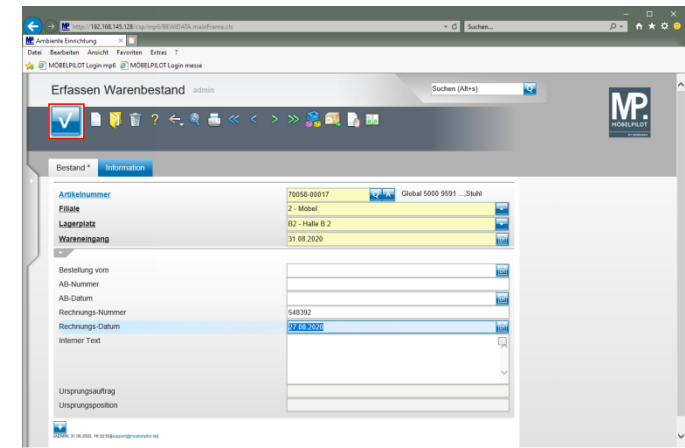 http://192.168.145.128/csp/mp6/BEWIDATA.mainFrame.cls
Suchen...
Ambiente Einrichtung
Datei Bearbeiten Ansicht Favoriten Extras ?
MÖBELPILOT Login mp6 MÖBELPILOT Login messe
Erfassen Warenbestand admin
Suchen (Alt+s)
MP.
MÖBELPILOT
Bestand * Information
Artikelnummer 70058-00017 Global 5000 9591 ...,Stuhl
Filiale 2 - Möbel
Lagerplatz B2 - Halle B 2
Wareneingang 31.08.2020
Bestellung vom
AB-Nummer
AB-Datum
Rechnungs-Nummer 548392
Rechnungs-Datum 27.08.2020
Interner Text
Ursprungsauftrag
Ursprungsposition